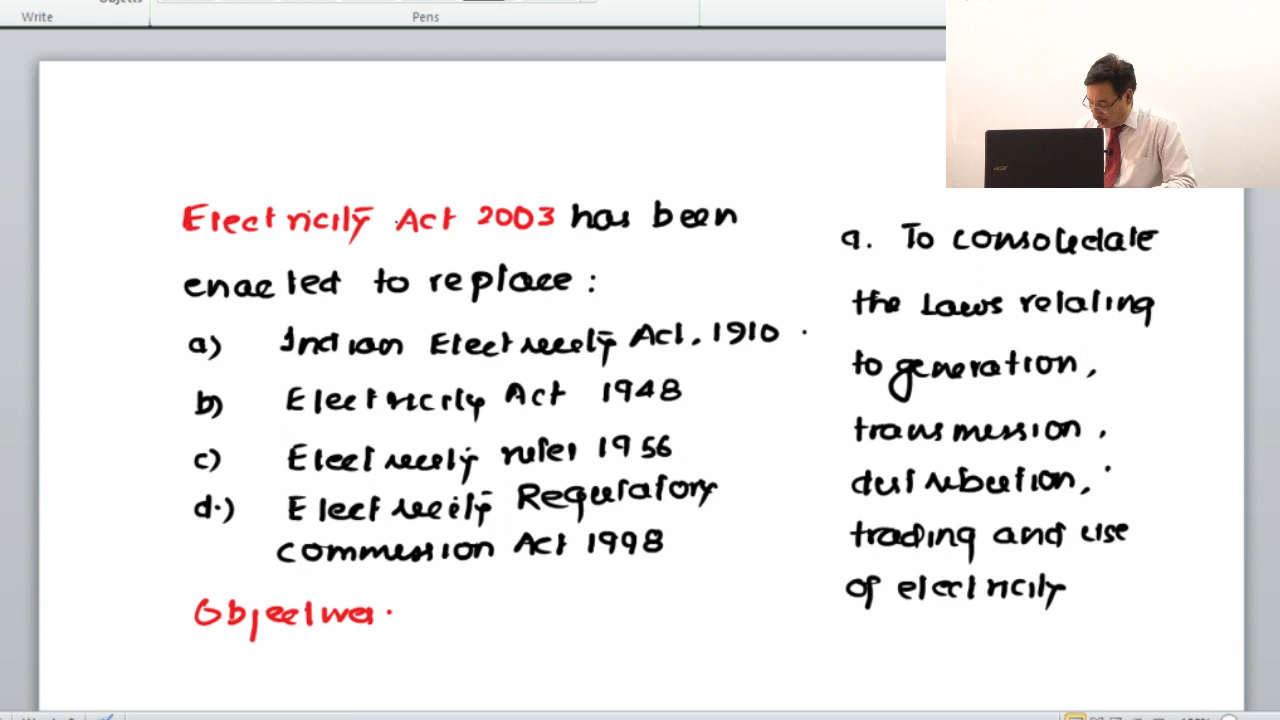 Write
Pens
Electricity Act 2003 has been
enacted to replace:
a) Indian Electricity Act, 1910
b) Electricity Act 1948
c) Electricity rules 1956
d.) Electricity Regulatory
Commission Act 1998
Objectives.
a. To consolidate
the Laws relating
to generation,
transmission,
distribution,
trading and use
of electricity
acer